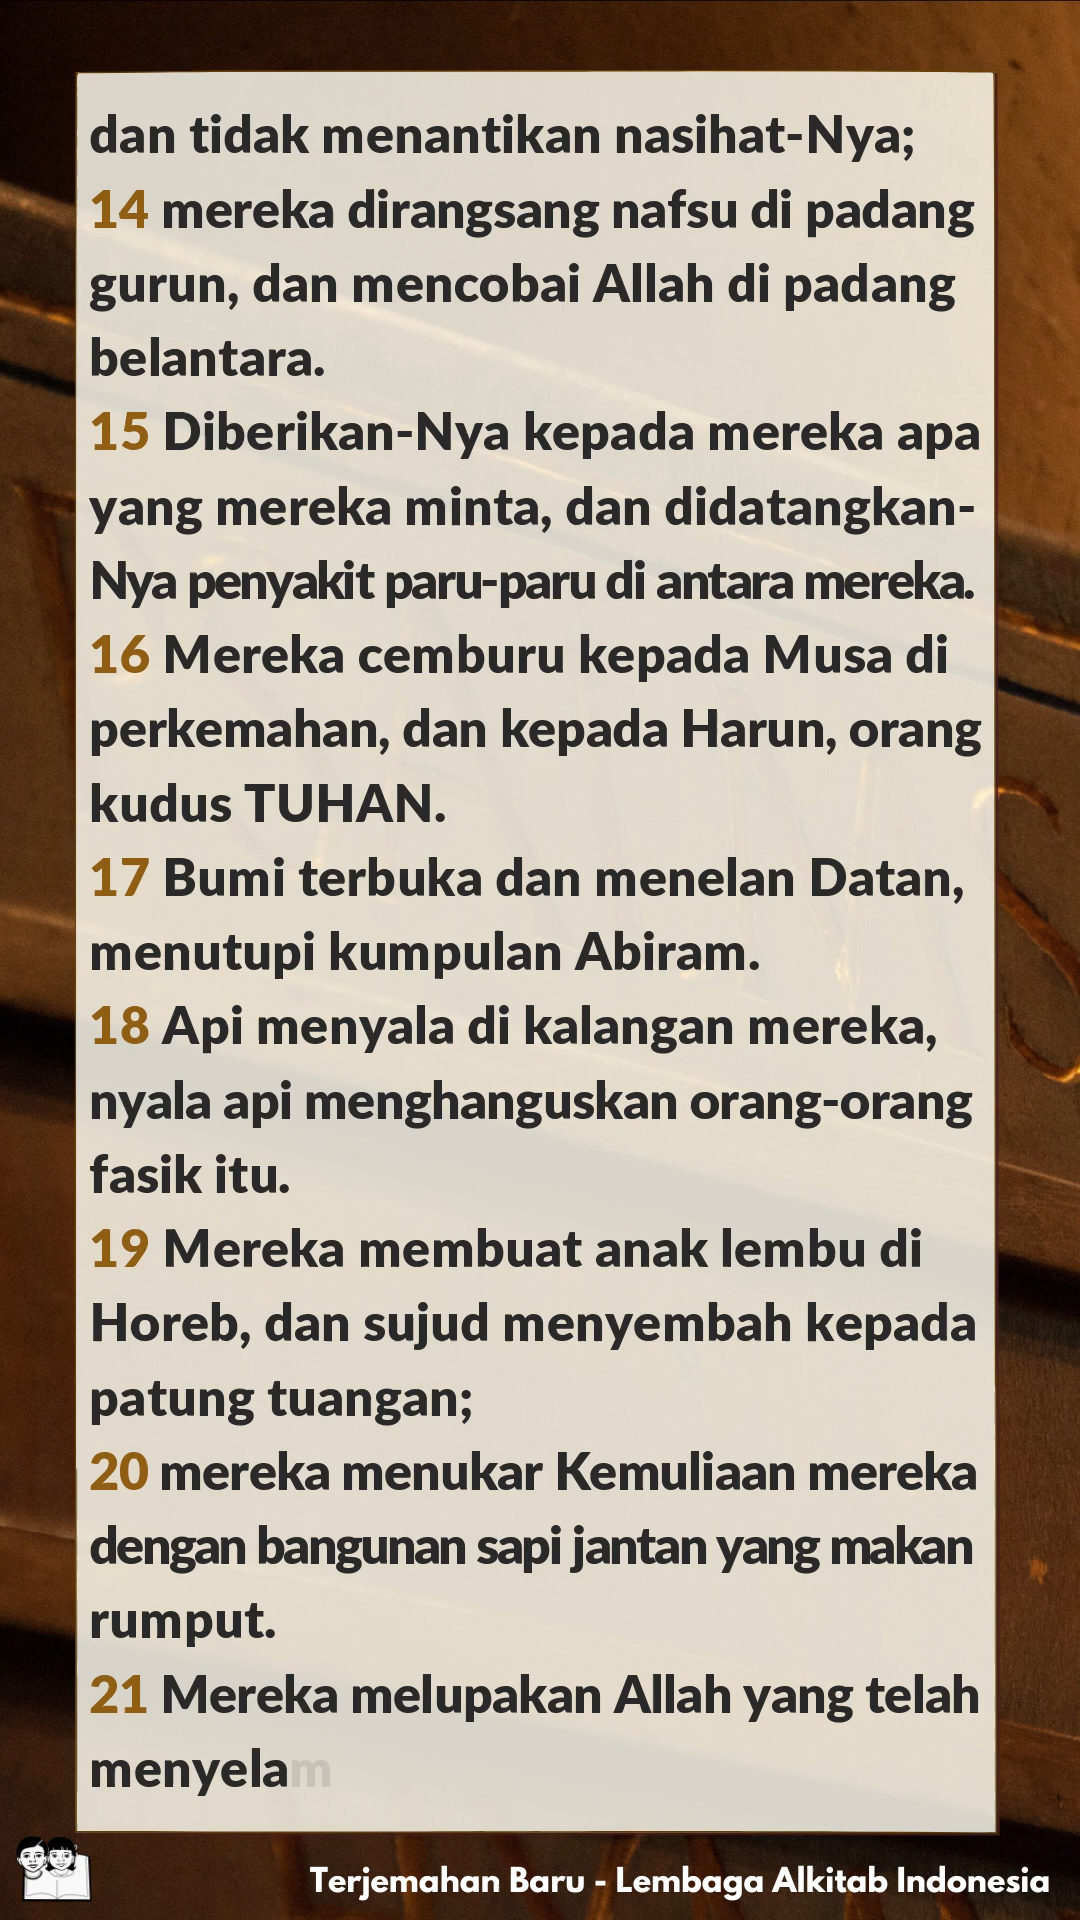 dan tidak menantikan nasihat-Nya;
14 mereka dirangsang nafsu di padang
gurun, dan mencobai Allah di padang
belantara.
15 Diberikan-Nya kepada mereka apa
yang mereka minta, dan didatangkan-
Nya penyakit paru-paru di antara mereka.
16 Mereka cemburu kepada Musa di
perkemahan, dan kepada Harun, orang
kudus TUHAN.
17 Bumi terbuka dan menelan Datan,
menutupi kumpulan Abiram.
18 Api menyala di kalangan mereka,
nyala api menghanguskan orang-orang
fasik itu.
19 Mereka membuat anak lembu di
Horeb, dan sujud menyembah kepada
patung tuangan;
20 mereka menukar Kemuliaan mereka
dengan bangunan sapi jantan yang makan
rumput.
21 Mereka melupakan Allah yang telah
menyelam
Terjemahan Baru - Lembaga Alkitab Indonesia